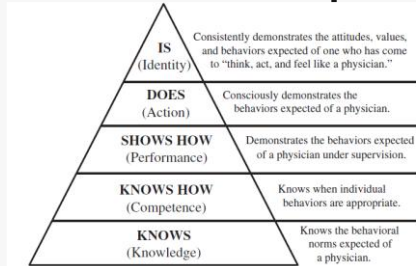 IS
(Identity)
Consistently demonstrates the attitudes, values,
and behaviors expected of one who has come
to “think, act, and feel like a physician.”
DOES
(Action)
Consciously demonstrates the
behaviors expected of a physician.
SHOWS HOW
(Performance)
Demonstrates the behaviors expected
of a physician under supervision.
KNOWS HOW
(Competence)
Knows when individual
behaviors are appropriate.
KNOWS
(Knowledge)
Knows the behavioral
norms expected of
a physician.